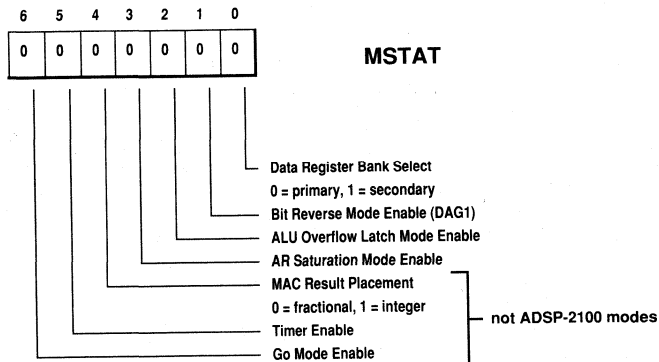 6 5 4 3 2 1 0
0 0 0 0 0 0 0
MSTAT
Data Register Bank Select
0 = primary, 1 = secondary
Bit Reverse Mode Enable (DAG1)
ALU Overflow Latch Mode Enable
AR Saturation Mode Enable
MAC Result Placement
0 = fractional, 1 = integer
not ADSP-2100 modes
Timer Enable
Go Mode Enable